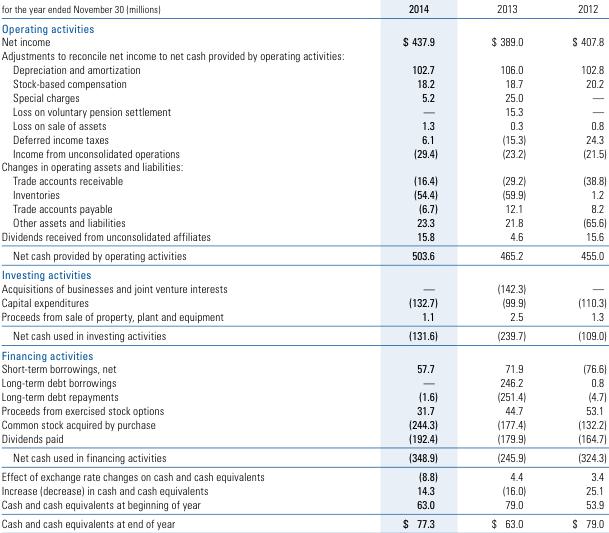 for the year ended November 30 (millions) 2014 2013 2012
Operating activities
Net income $ 437.9 $ 389.0 $ 407.8
Adjustments to reconcile net income to net cash provided by operating activities:
Depreciation and amortization 102.7 106.0 102.8
Stock-based compensation 18.2 18.7 20.2
Special charges 5.2 25.0 —
Loss on voluntary pension settlement — 15.3 —
Loss on sale of assets 1.3 0.3 0.8
Deferred income taxes 6.1 (15.3) 24.3
Income from unconsolidated operations (29.4) (23.2) (21.5)
Changes in operating assets and liabilities:
Trade accounts receivable (16.4) (29.2) (38.8)
Inventories (54.4) (59.9) 1.2
Trade accounts payable (6.7) 12.1 8.2
Other assets and liabilities 23.3 21.8 (65.6)
Dividends received from unconsolidated affiliates 15.8 4.6 15.6
Net cash provided by operating activities 503.6 465.2 455.0
Investing activities
Acquisitions of businesses and joint venture interests — (142.3) —
Capital expenditures (132.7) (99.9) (110.3)
Proceeds from sale of property, plant and equipment 1.1 2.5 1.3
Net cash used in investing activities (131.6) (239.7) (109.0)
Financing activities
Short-term borrowings, net 57.7 71.9 (76.6)
Long-term debt borrowings — 246.2 0.8
Long-term debt repayments (1.6) (251.4) (4.7)
Proceeds from exercised stock options 31.7 44.7 53.1
Common stock acquired by purchase (244.3) (177.4) (132.2)
Dividends paid (192.4) (179.9) (164.7)
Net cash used in financing activities (348.9) (245.9) (324.3)
Effect of exchange rate changes on cash and cash equivalents (8.8) 4.4 3.4
Increase (decrease) in cash and cash equivalents 14.3 (16.0) 25.1
Cash and cash equivalents at beginning of year 63.0 79.0 53.9
Cash and cash equivalents at end of year $ 77.3 $ 63.0 $ 79.0